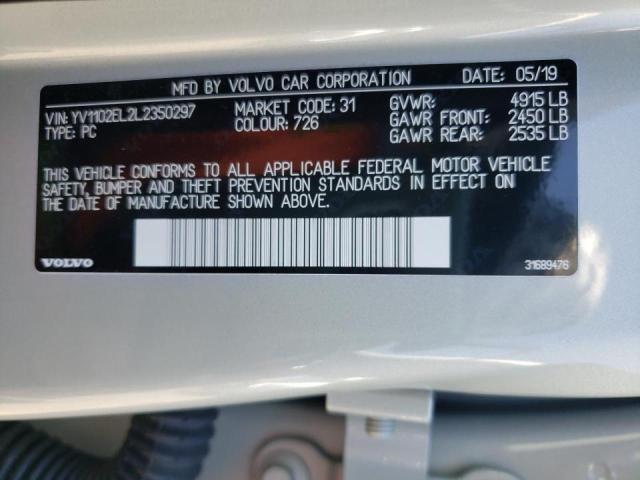 MFD BY VOLVO CAR CORPORATION DATE: 05/19
VIN: YV1102EL2L2350297 MARKET CODE: 31 GVWR: 4915 LB
TYPE: PC COLOUR: 726 GAWR FRONT: 2450 LB
GAWR REAR: 2535 LB
THIS VEHICLE CONFORMS TO ALL APPLICABLE FEDERAL MOTOR VEHICLE
SAFETY, BUMPER AND THEFT PREVENTION STANDARDS IN EFFECT ON
THE DATE OF MANUFACTURE SHOWN ABOVE.
VOLVO 31689476